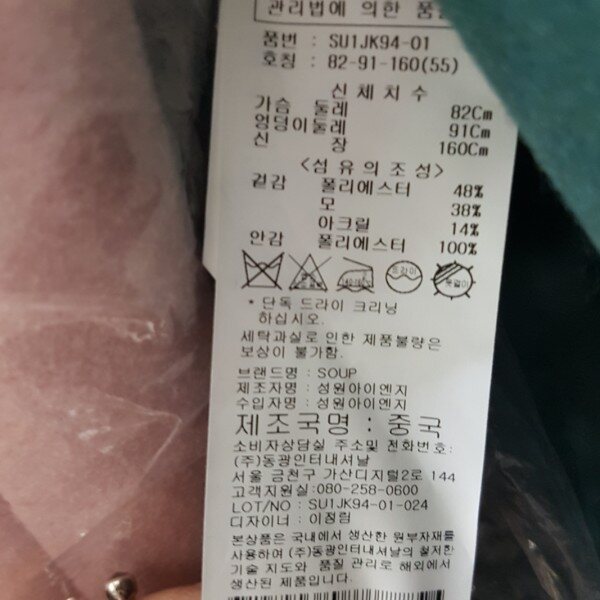 관리법에 의한 품
품번 : SU1JK94-01
호칭 : 82-91-160(55)
신체치수
가슴 둘레 82Cm
엉덩이둘레 91Cm
신 장 160Cm
<섬유의조성>
겉감 폴리에스터 48%
모 38%
아크릴 14%
안감 폴리에스터 100%
드라이
* 단독 드라이 크리닝
하십시오.
세탁과실로 인한 제품불량은
보상이 불가함.
브랜드명 : SOUP
제조자명 : 성원아이엔지
수입자명 : 성원아이엔지
제조국명 : 중국
소비자상담실 주소및 전화번호:
(주)동광인터내셔날
서울 금천구 가산디지털2로 144
고객지원실:080-258-0600
LOT/NO : SU1JK94-01-024
디자이너 : 이정림
본상품은 국내에서 생산한 원부자재를
사용하며 (주)동광인터내셔날의 철저한
기술 지도와 품질 관리로 해외에서
생산된 제품입니다.